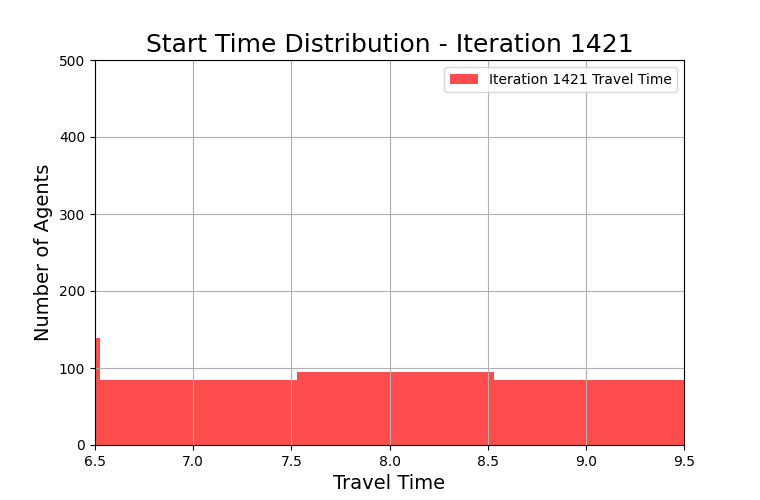 Start Time Distribution - Iteration 1421
500
400
300
200
100
0
Number of Agents
Iteration 1421 Travel Time
6.5 7.0 7.5 8.0 8.5 9.0 9.5
Travel Time